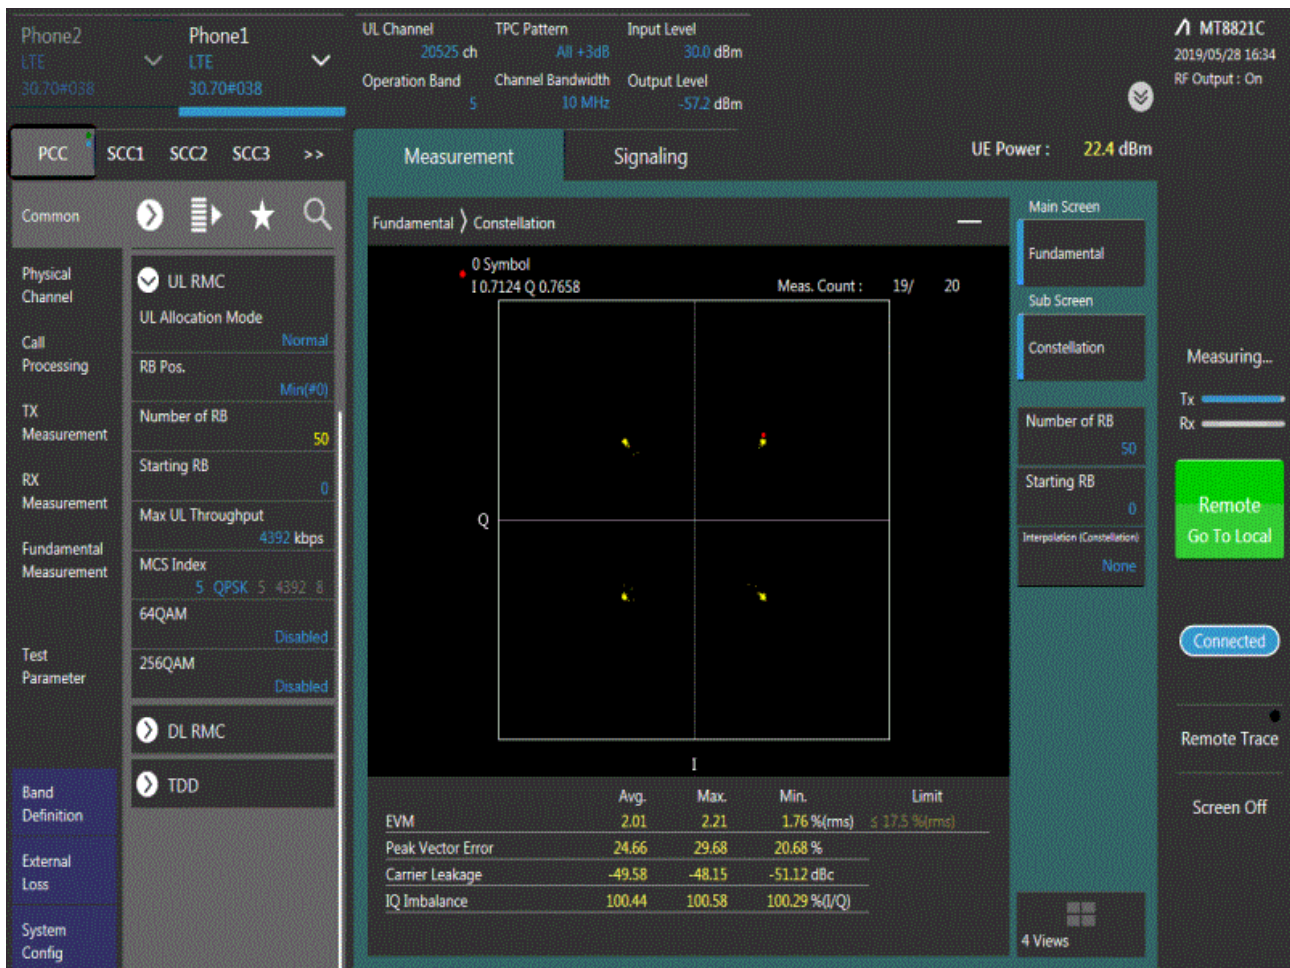 Phone2
LTE
30.70#038
Phone1
LTE
30.70#038
UL Channel
20525 ch
TPC Pattern
All +3dB
Input Level
30.0 dBm
Operation Band
5
Channel Bandwidth
10 MHz
Output Level
-57.2 dBm
MT8821C
2019/05/28 16:34
RF Output : On
PCC SCC1 SCC2 SCC3 >>
Measurement
Signaling
UE Power : 22.4 dBm
Common
Physical
Channel
Call
Processing
TX
Measurement
RX
Measurement
Fundamental
Measurement
Test
Parameter
Band
Definition
External
Loss
System
Config
UL RMC
UL Allocation Mode
Normal
RB Pos.
Min(#0)
Number of RB
50
Starting RB
0
Max UL Throughput
4392 kbps
MCS Index
5 QPSK 5 4392 8
64QAM
Disabled
256QAM
Disabled
DL RMC
TDD
Fundamental 〉Constellation
0 Symbol
I 0.7124 Q 0.7658
Meas. Count : 19/ 20
Q
I
Avg. Max. Min. Limit
EVM 2.01 2.21 1.76 %(rms) ≤ 17.5 %(rms)
Peak Vector Error 24.66 29.68 20.68 %
Carrier Leakage -49.58 -48.15 -51.12 dBc
IQ Imbalance 100.44 100.58 100.29 %(I/Q)
Main Screen
Fundamental
Sub Screen
Constellation
Number of RB
50
Starting RB
0
Interpolation (Constellation)
None
4 Views
Measuring...
Tx
Rx
Remote
Go To Local
Connected
Remote Trace
Screen Off